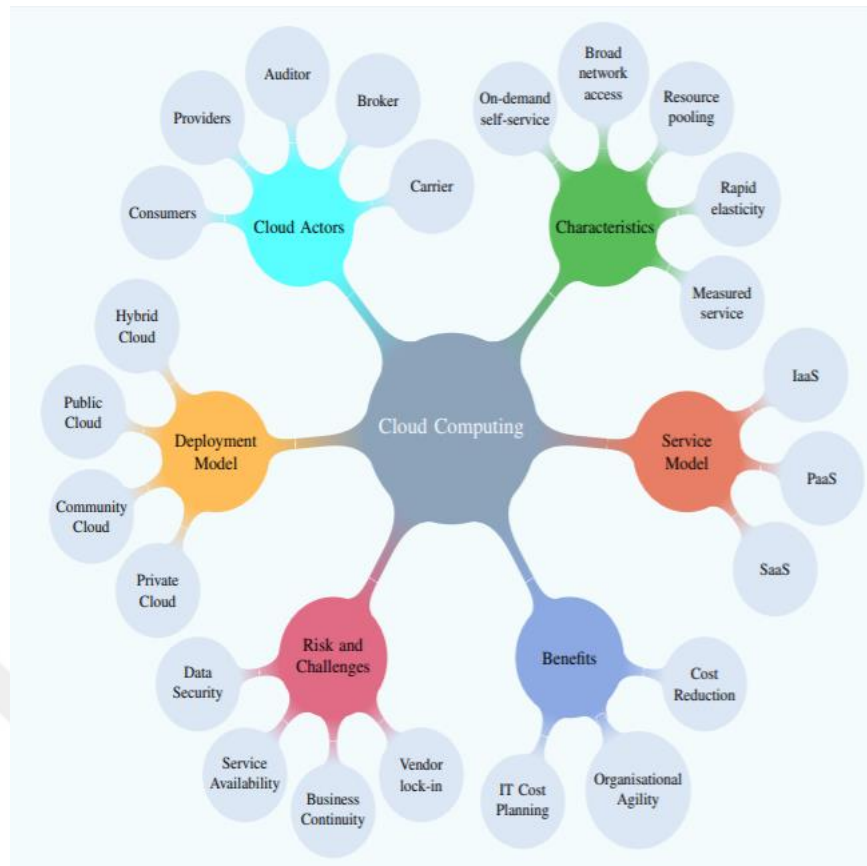 Cloud Computing
Cloud Actors
Consumers
Providers
Auditor
Broker
Carrier
Characteristics
On-demand
self-service
Broad
network
access
Resource
pooling
Rapid
elasticity
Measured
service
Service
Model
IaaS
PaaS
SaaS
Benefits
Cost
Reduction
Organisational
Agility
IT Cost
Planning
Risk and
Challenges
Vendor
lock-in
Business
Continuity
Service
Availability
Data
Security
Deployment
Model
Private
Cloud
Community
Cloud
Public
Cloud
Hybrid
Cloud